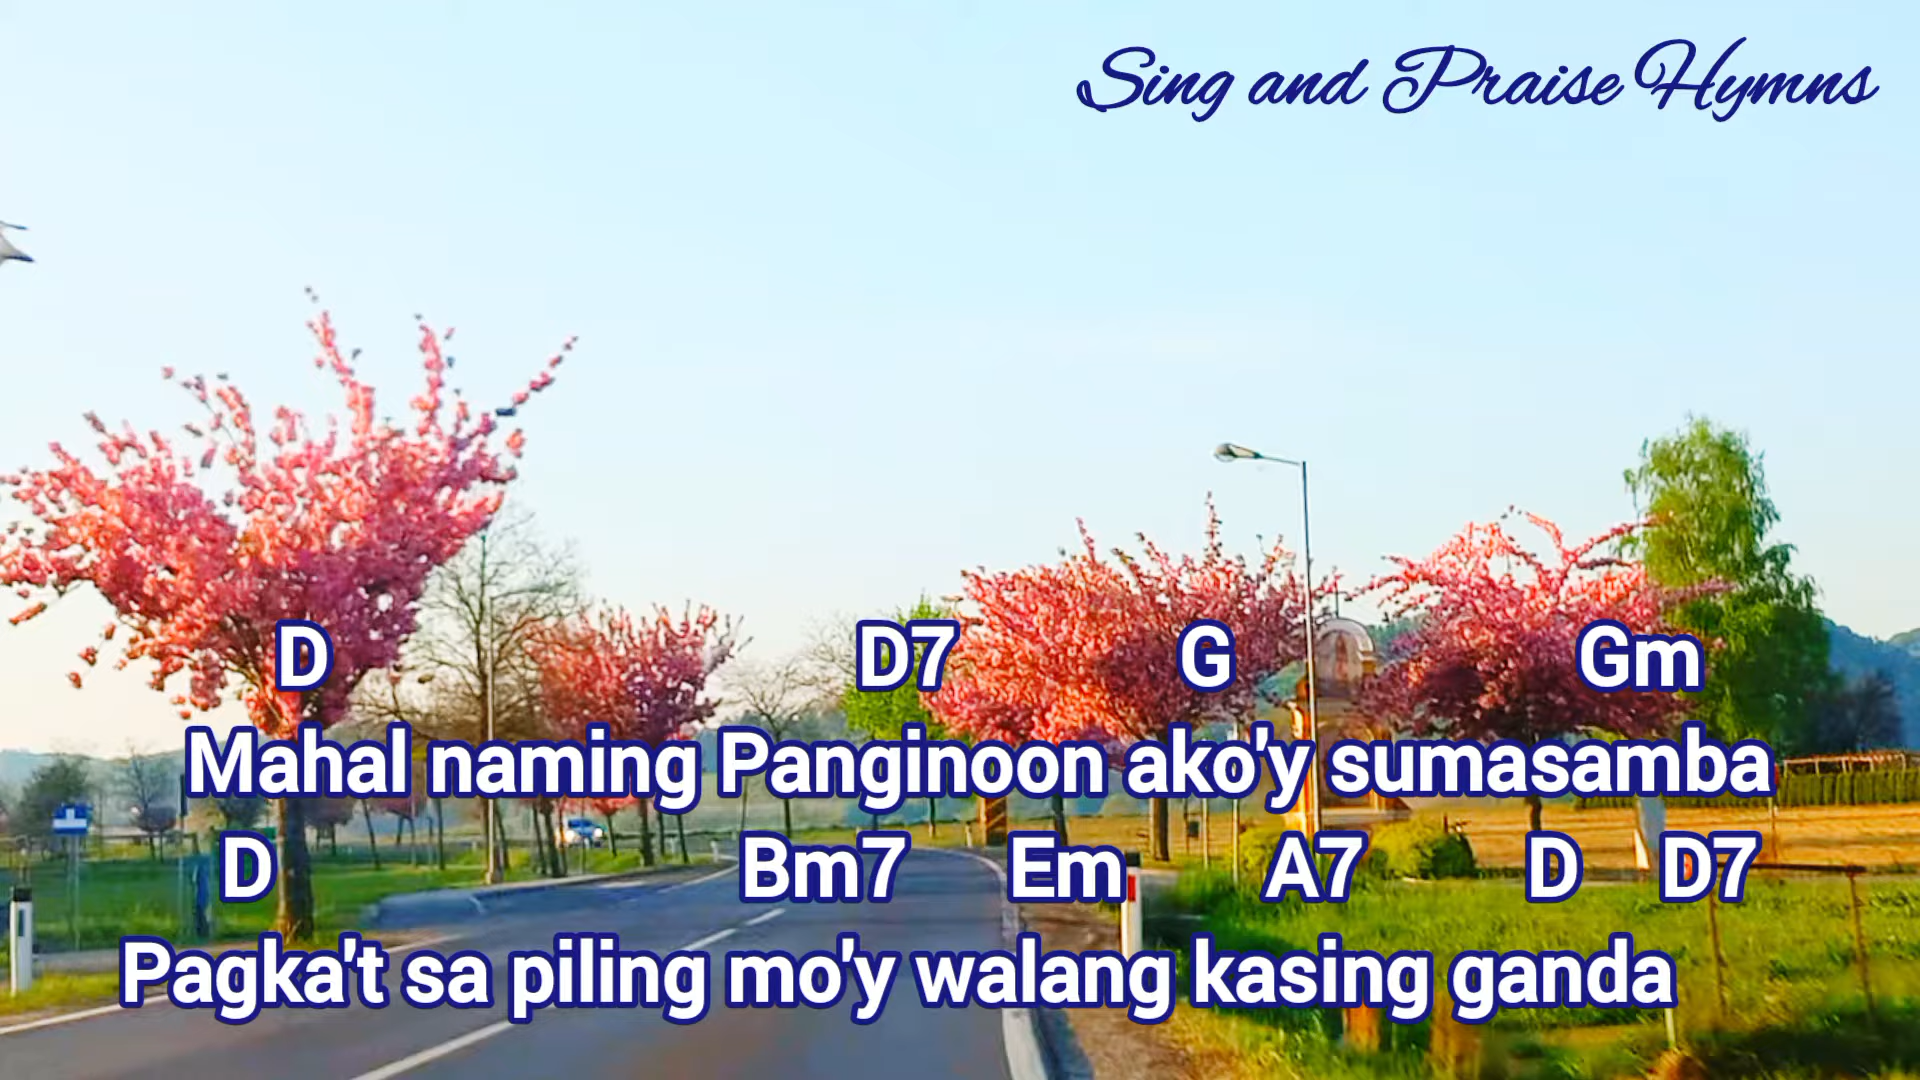 Sing and Praise Hymns
D D7 G Gm
Mahal naming Panginoon ako'y sumasamba
D Bm7 Em A7 D D7
Pagka't sa piling mo'y walang kasing ganda